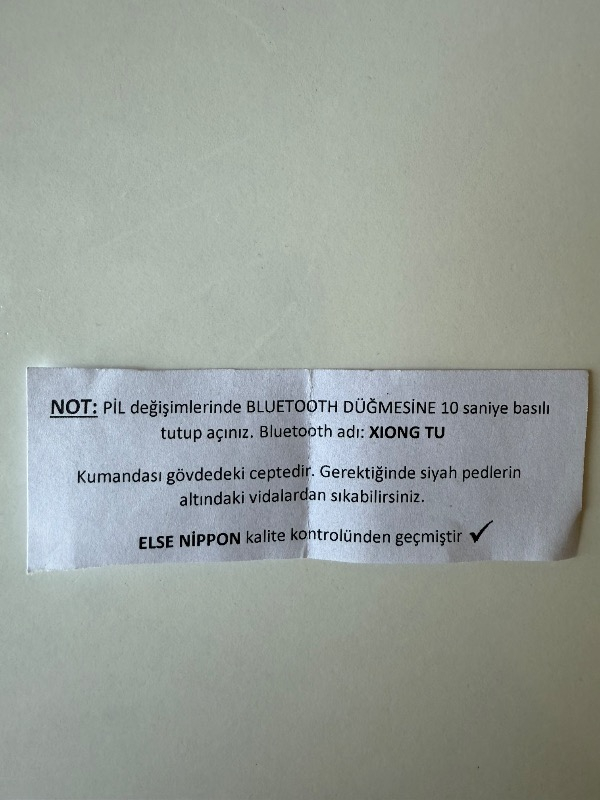 NOT: PİL değişimlerinde BLUETOOTH DÜĞMESİNE 10 saniye basılı
tutup açınız. Bluetooth adı: XIONG TU
Kumandası gövdedeki ceptedir. Gerektiğinde siyah pedlerin
altındaki vidalardan sıkabilirsiniz.
ELSE NİPPON kalite kontrolünden geçmiştir ✓